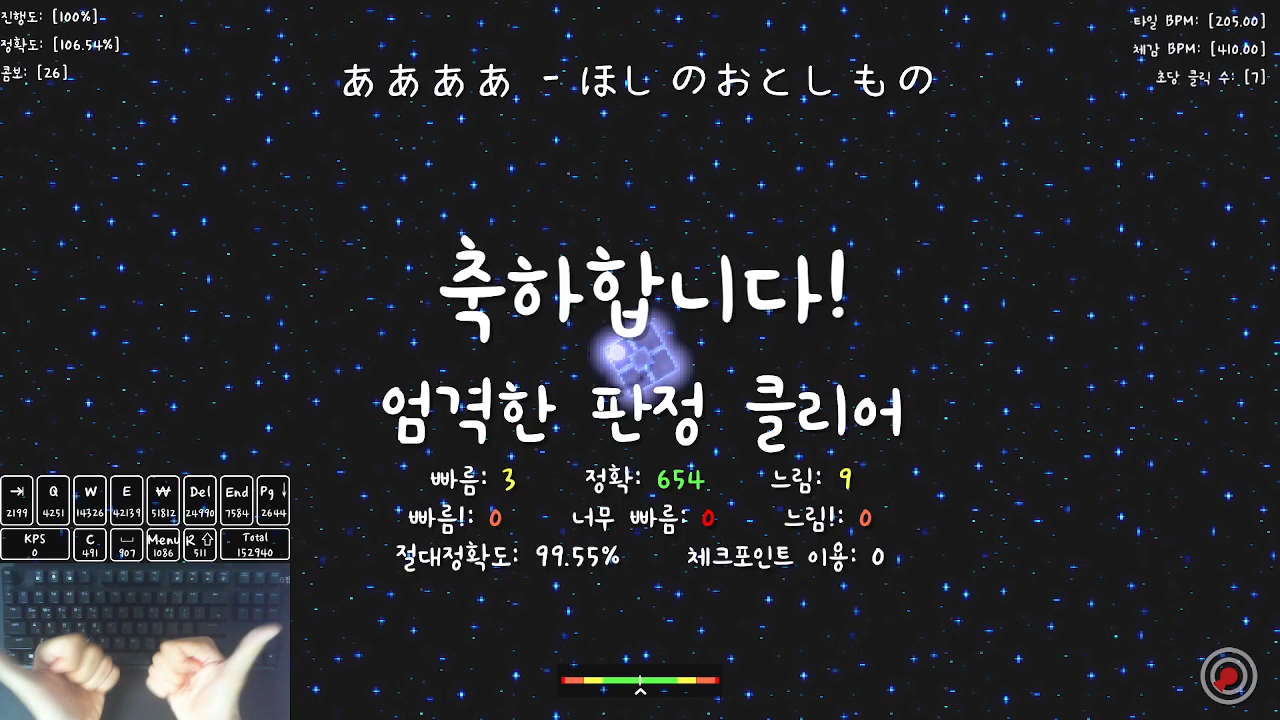 진행도: [100%]
정확도: [106.54%]
콤보: [26]
타일 BPM: [205.00]
체감 BPM: [410.00]
초당 클릭 수: [7]
ああああ - ほしのおとしもの
축하합니다!
엄격한 판정 클리어
빠름: 3 정확: 654 느림: 9
빠름!: 0 너무 빠름: 0 느림!: 0
절대정확도: 99.55% 체크포인트 이용: 0
Q W E ₩ Del End Pg ↓
2199 4251 14326 42139 51812 24990 7584 2644
KPS C Menu R ⇧ Total
0 491 907 1086 511 152940